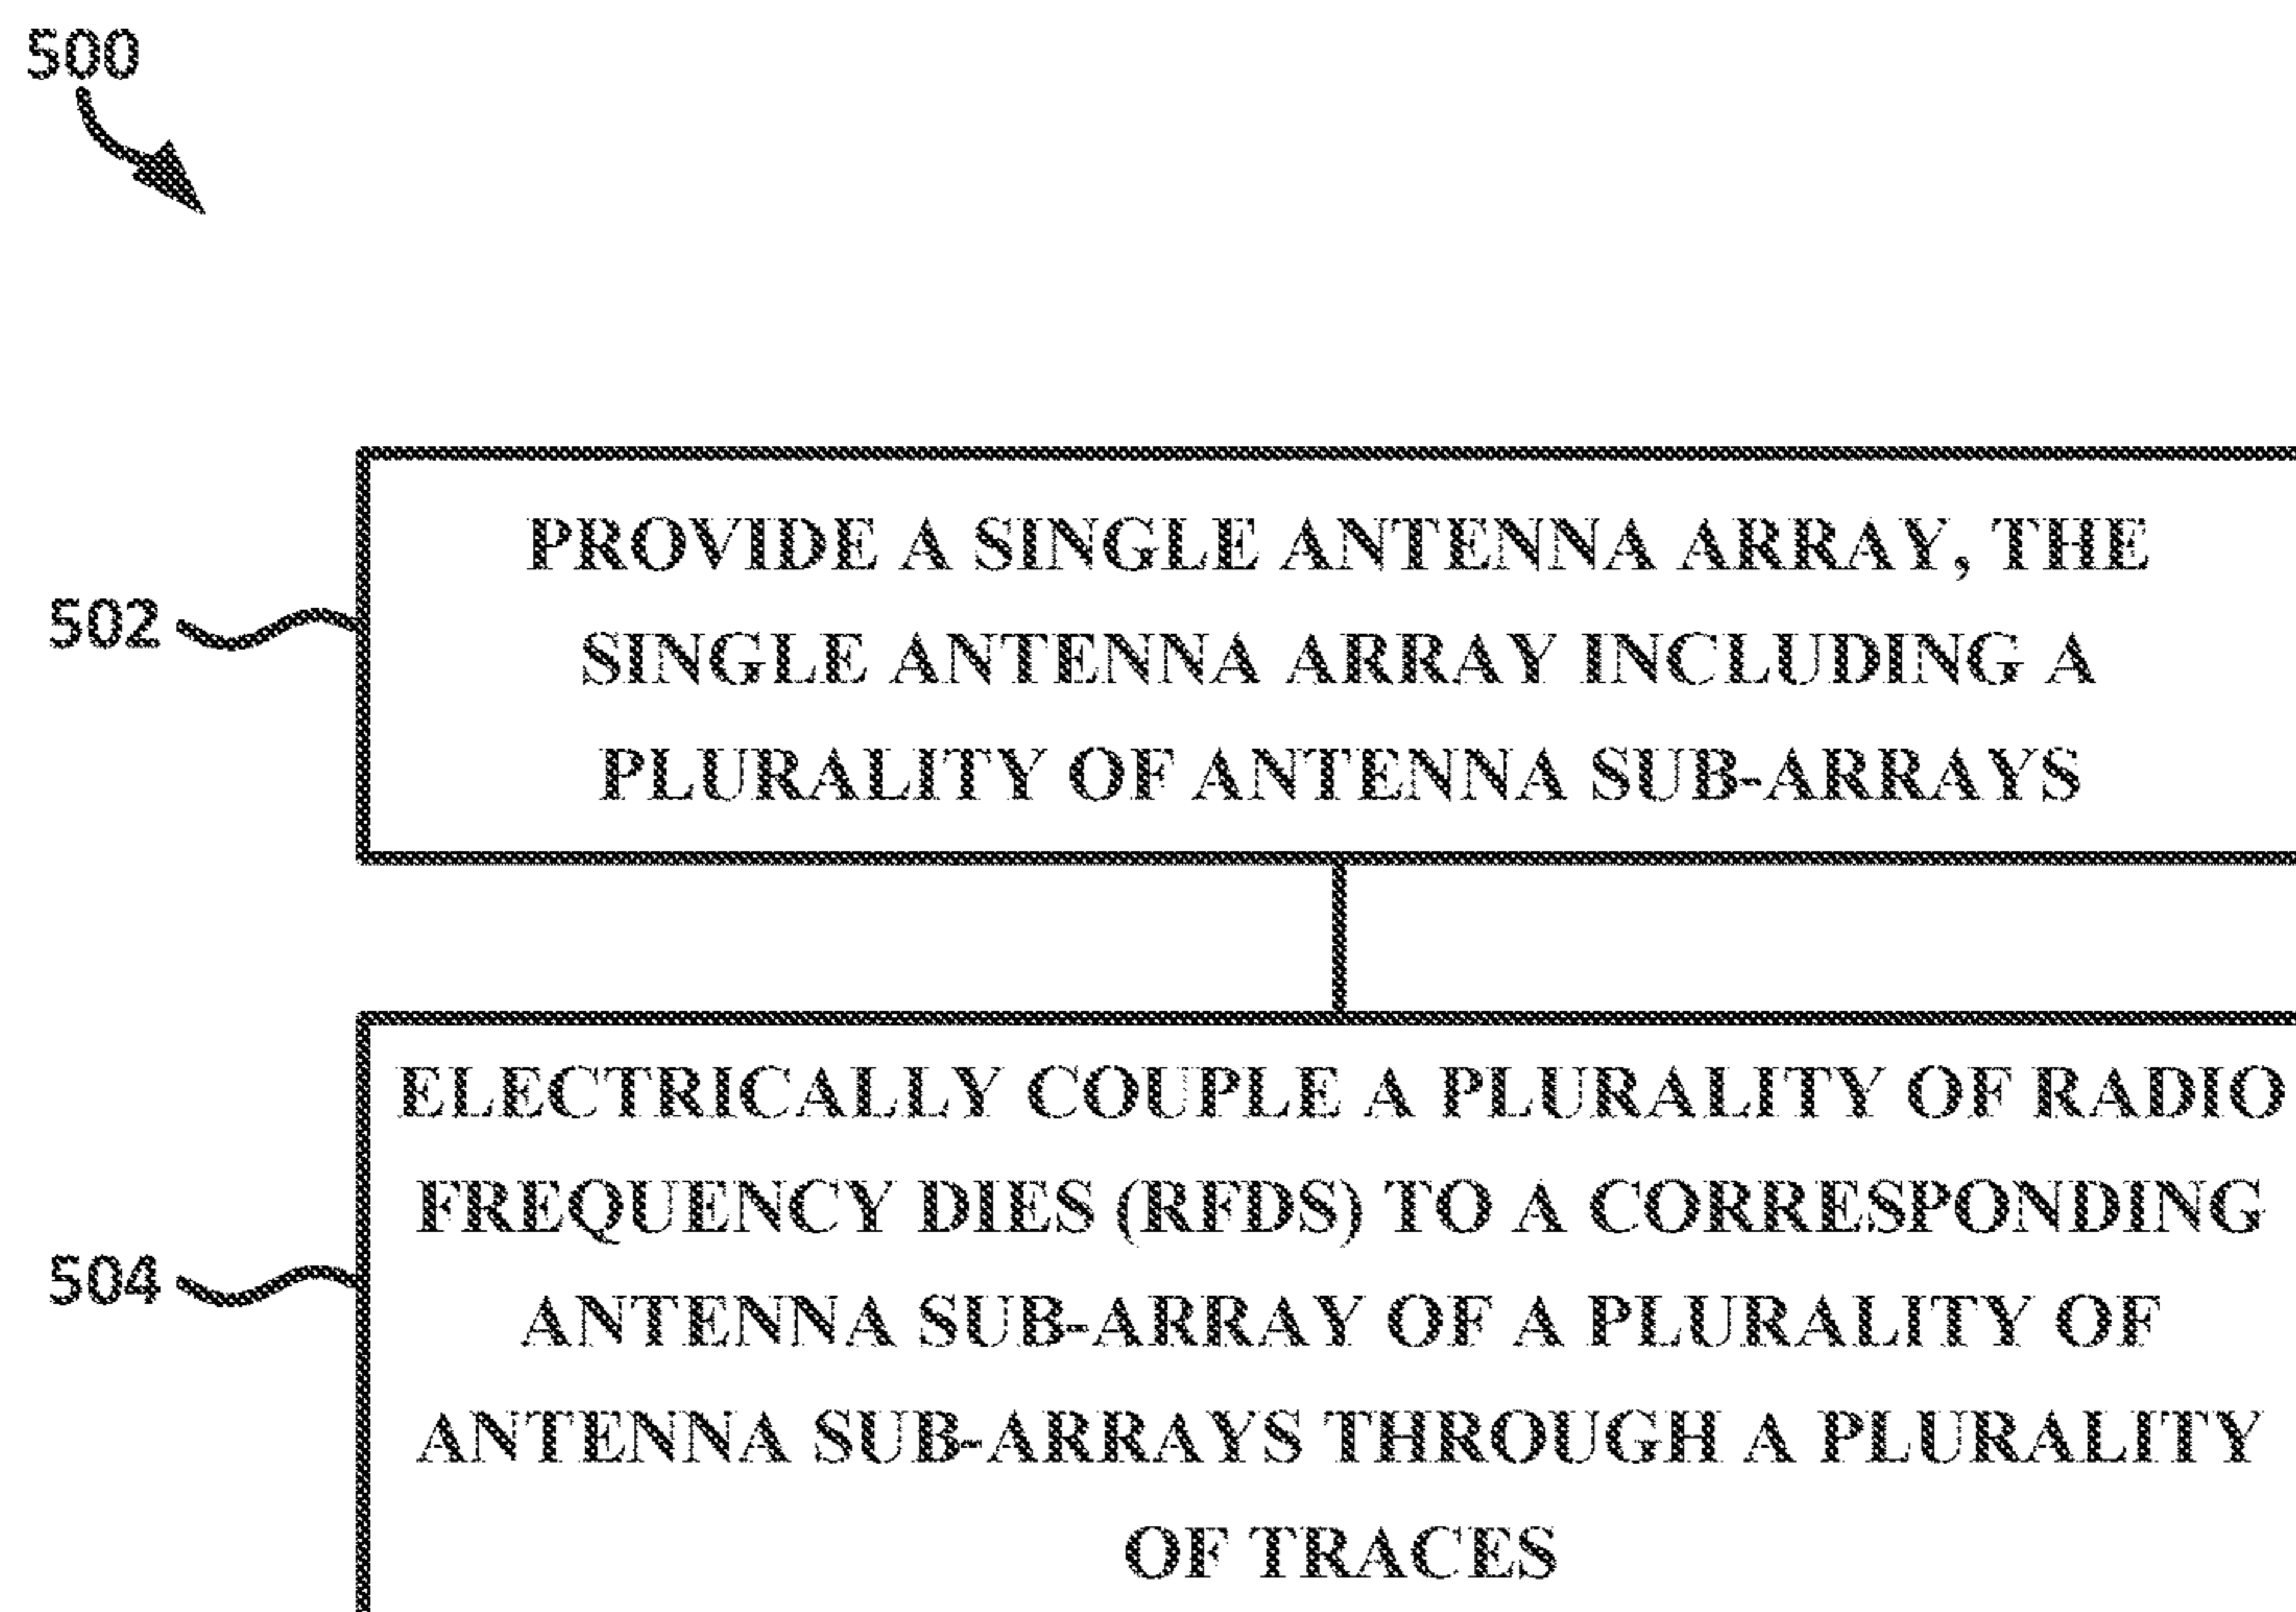 500
502
PROVIDE A SINGLE ANTENNA ARRAY, THE
SINGLE ANTENNA ARRAY INCLUDING A
PLURALITY OF ANTENNA SUB-ARRAYS
504
ELECTRICALLY COUPLE A PLURALITY OF RADIO
FREQUENCY DIES (RFDS) TO A CORRESPONDING
ANTENNA SUB-ARRAY OF A PLURALITY OF
ANTENNA SUB-ARRAYS THROUGH A PLURALITY
OF TRACES